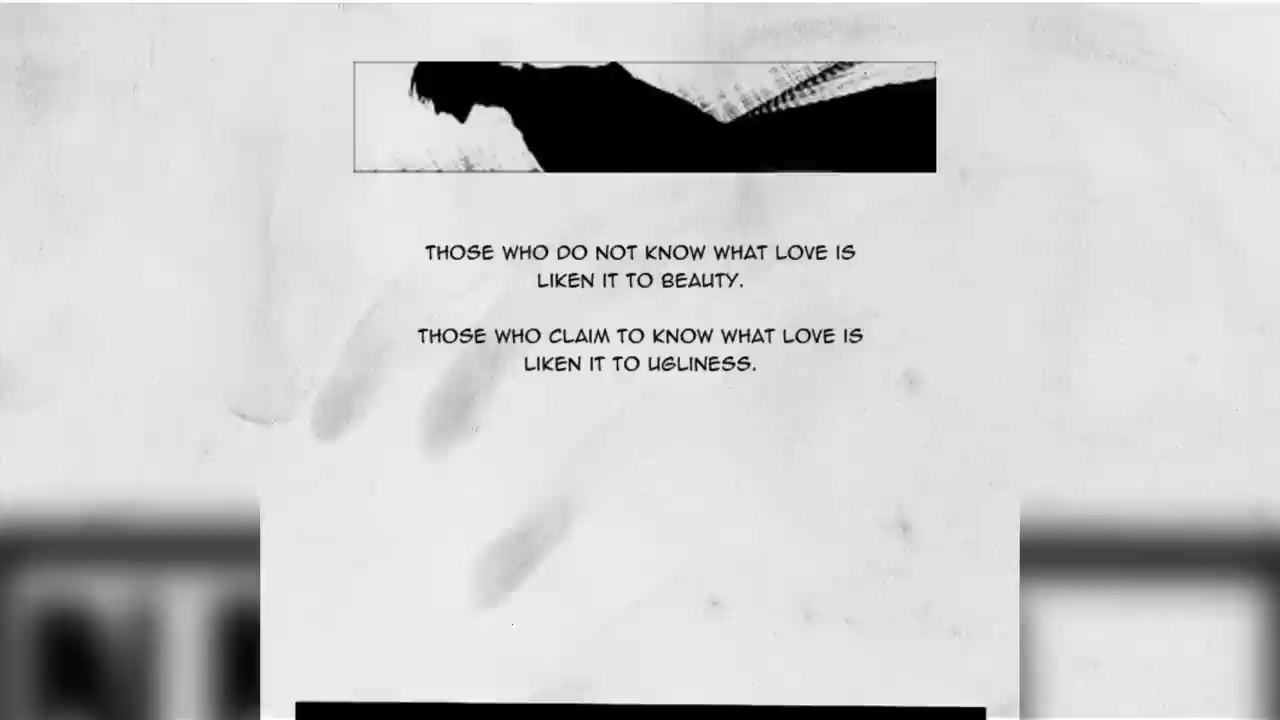 THOSE WHO DO NOT KNOW WHAT LOVE IS
LIKEN IT TO BEAUTY.
THOSE WHO CLAIM TO KNOW WHAT LOVE IS
LIKEN IT TO UGLINESS.